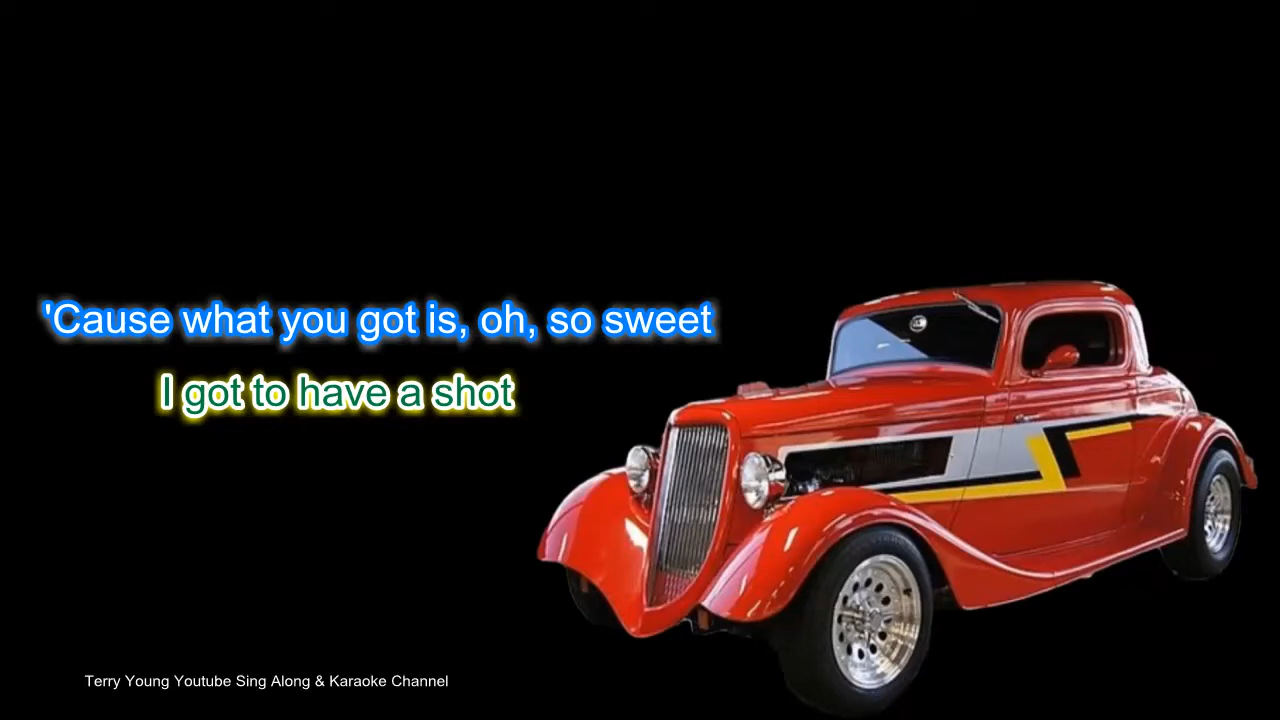 'Cause what you got is, oh, so sweet
I got to have a shot
Terry Young Youtube Sing Along & Karaoke Channel